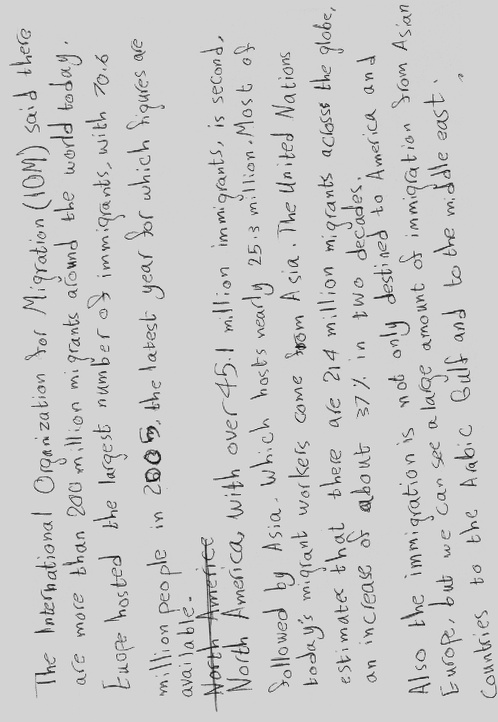 The International Organization for Migration (IOM) said there
are more than 200 million migrants around the world today.
Euope hosted the largest number of immigrants, with 70.6
million people in 2005, the latest year for which figures are
available.
North Americe
North America, with over 45.1 million immigrants, is second,
followed by Asia. which hosts nearly 25.3 million. Most of
today's migrant workers come from Asia. The United Nations
estimates that there are 214 million migrants across the globe,
an increase of about 37% in two decades.
Also the immigration is not only destined to America and
Europe, but we can see a large amount of immigration from Asian
Countries to the Arabic Gulf and to the middle east.